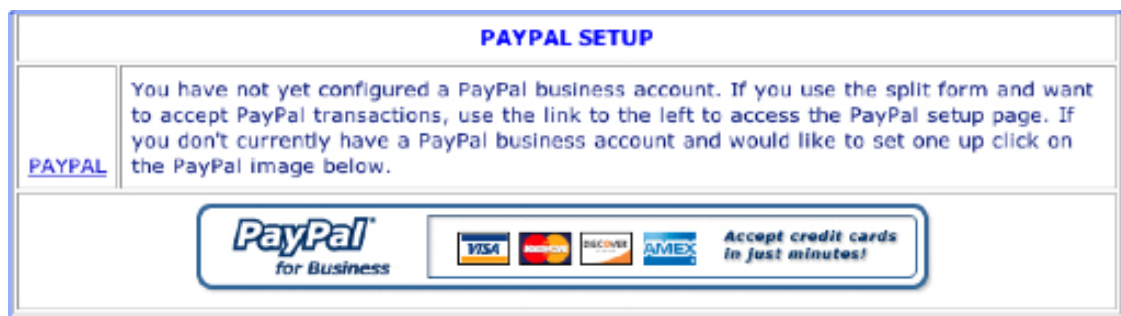 PAYPAL SETUP
You have not yet configured a PayPal business account. If you use the split form and want
to accept PayPal transactions, use the link to the left to access the PayPal setup page. If
you don't currently have a PayPal business account and would like to set one up click on
the PayPal image below.
PAYPAL
PayPal
for Business
VISA
MasterCard
DISCOVER
AMEX
Accept credit cards
in just minutes!